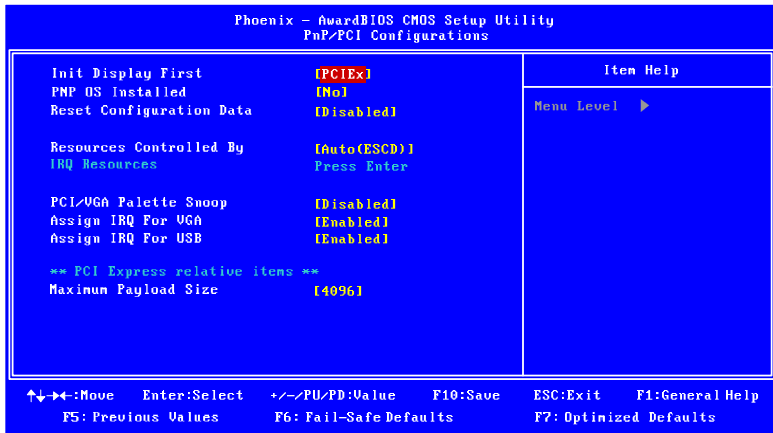 Phoenix – AwardBIOS CMOS Setup Utility
PnP/PCI Configurations
Init Display First [PCIEx]
PNP OS Installed [No]
Reset Configuration Data [Disabled]
Resources Controlled By [Auto(ESCD)]
IRQ Resources Press Enter
PCI/VGA Palette Snoop [Disabled]
Assign IRQ For VGA [Enabled]
Assign IRQ For USB [Enabled]
** PCI Express relative items **
Maximum Payload Size [4096]
Item Help
Menu Level ▶
↑↓→←:Move Enter:Select +/-/PU/PD:Value F10:Save ESC:Exit F1:General Help
F5: Previous Values F6: Fail-Safe Defaults F7: Optimized Defaults